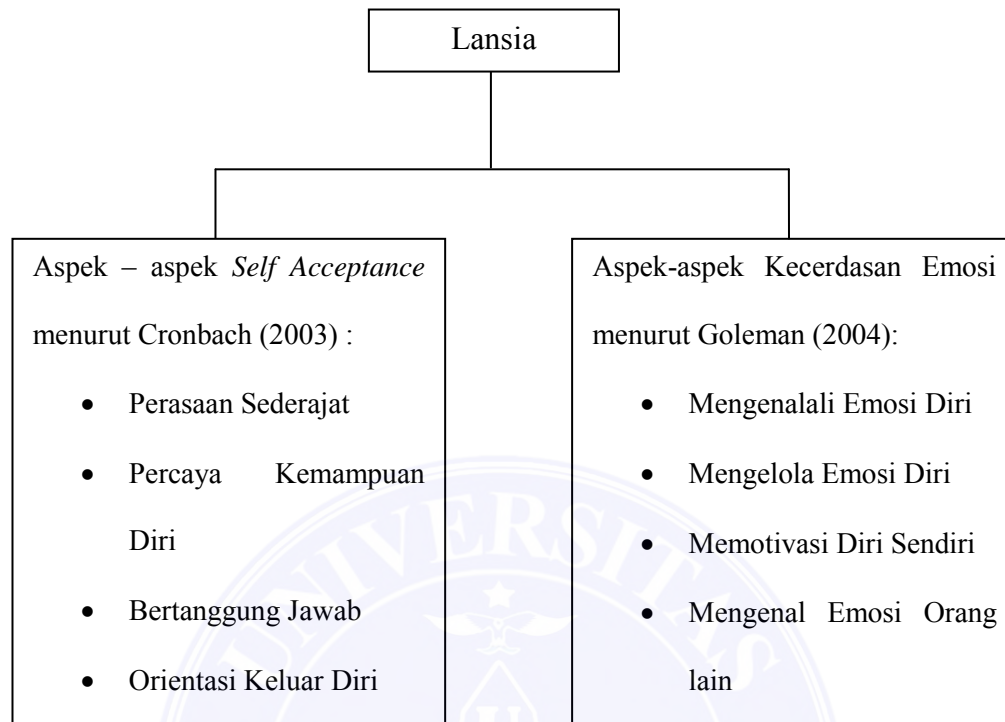 Lansia
Aspek – aspek Self Acceptance
menurut Cronbach (2003) :
• Perasaan Sederajat
• Percaya Kemampuan
Diri
• Bertanggung Jawab
• Orientasi Keluar Diri
Aspek-aspek Kecerdasan Emosi
menurut Goleman (2004):
• Mengenalali Emosi Diri
• Mengelola Emosi Diri
• Memotivasi Diri Sendiri
• Mengenal Emosi Orang
lain
UNIVERSITAS
U